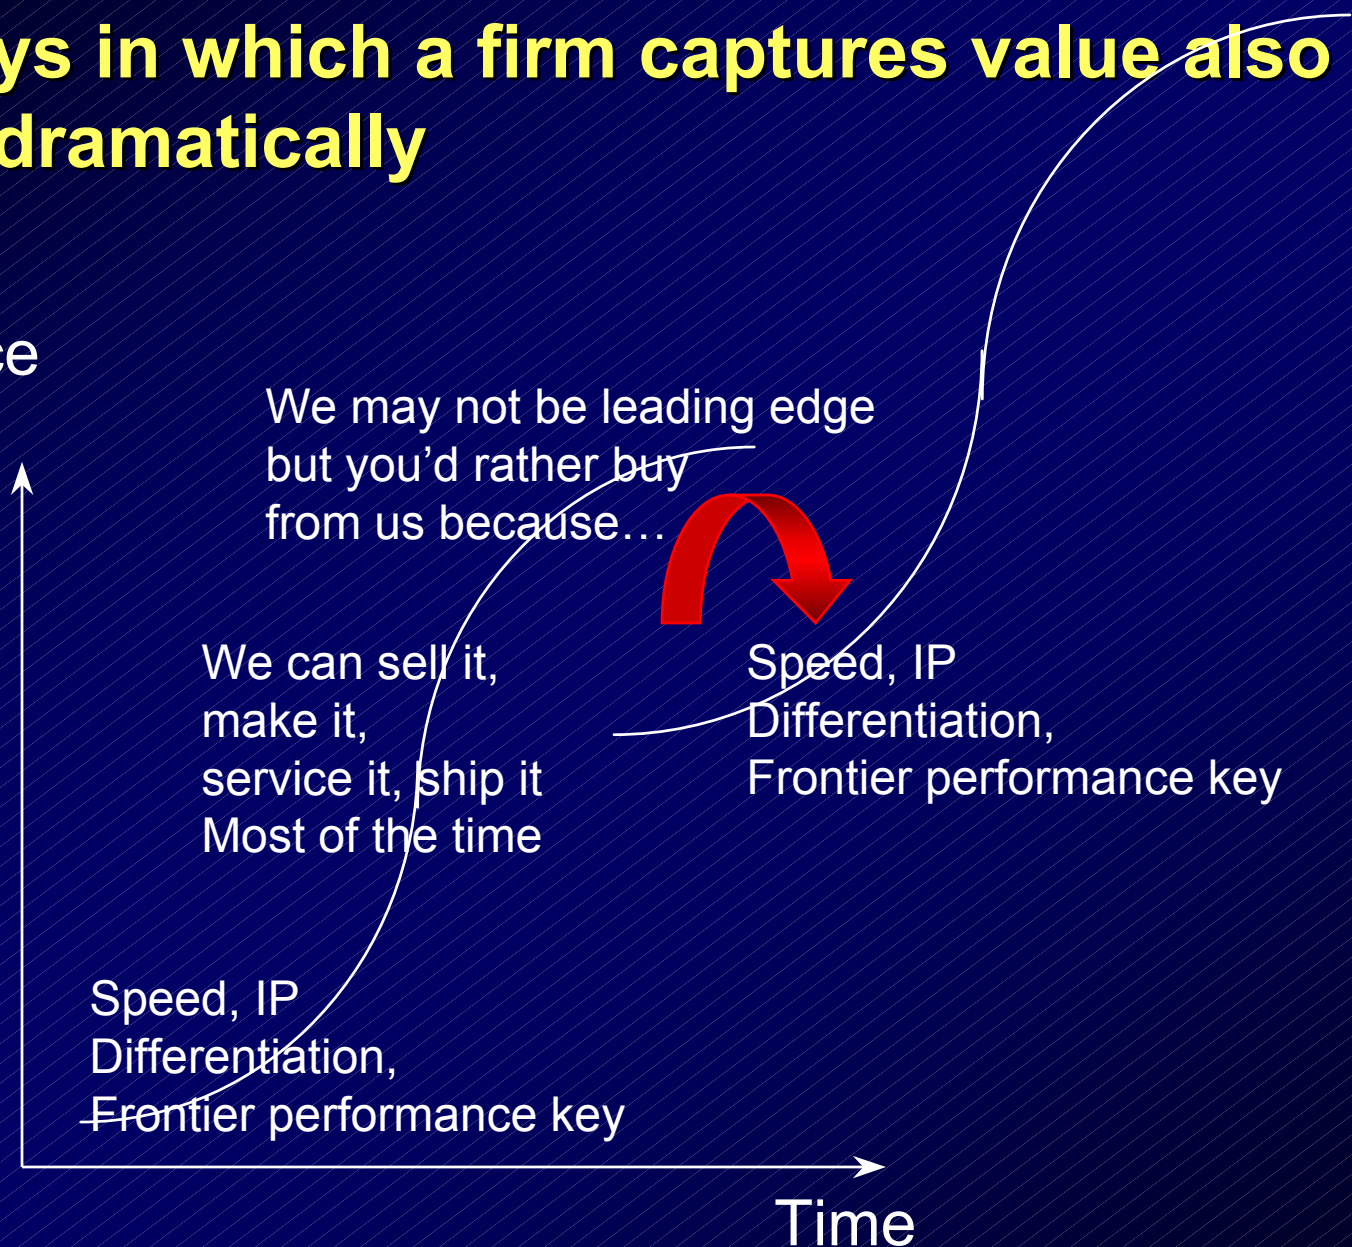 ys in which a firm captures value also
dramatically
ce
We may not be leading edge
but you’d rather buy
from us because…
We can sell it,
make it,
service it, ship it
Most of the time
Speed, IP
Differentiation,
Frontier performance key
Speed, IP
Differentiation,
Frontier performance key
Time